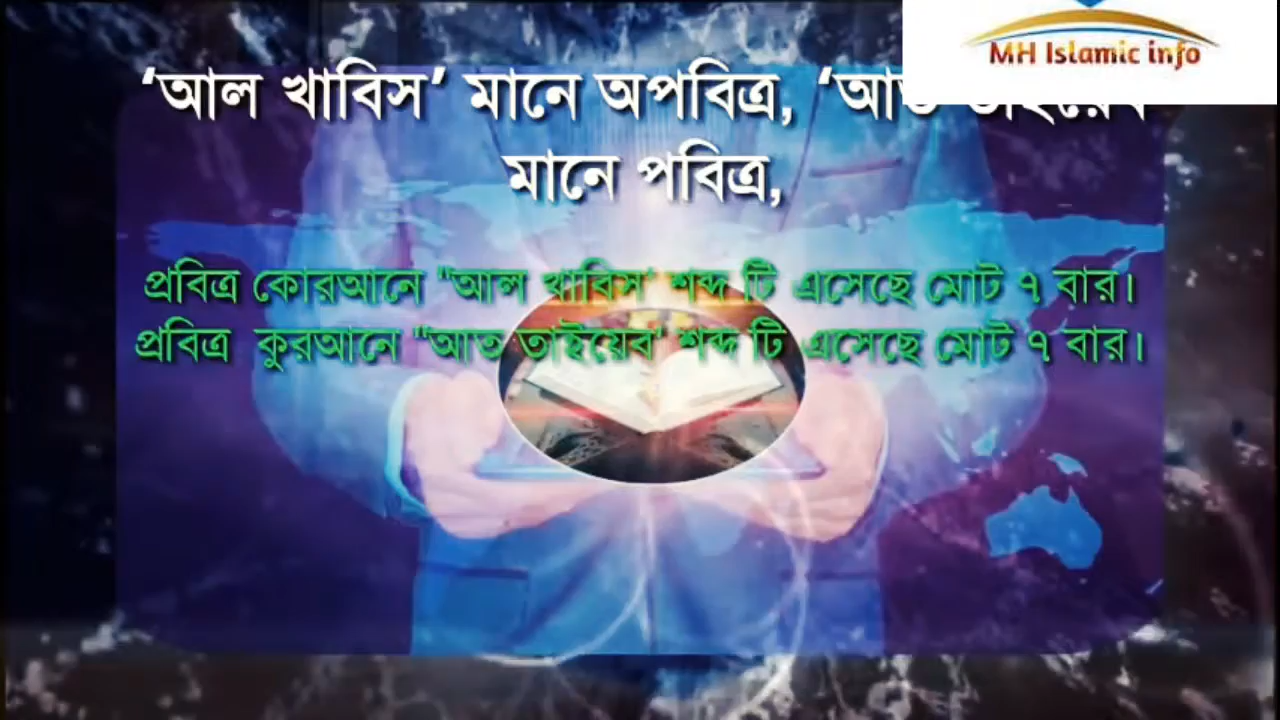 MH Islamic info
‘আল খাবিস’ মানে অপবিত্র, ‘আত
মানে পবিত্র,
প্রবিত্র কোরআনে "আল খাবিস' শব্দ টি এসেছে মোট ৭ বার।
প্রবিত্র কুরআনে "আত তাইয়েব' শব্দ টি এসেছে মোট ৭ বার।